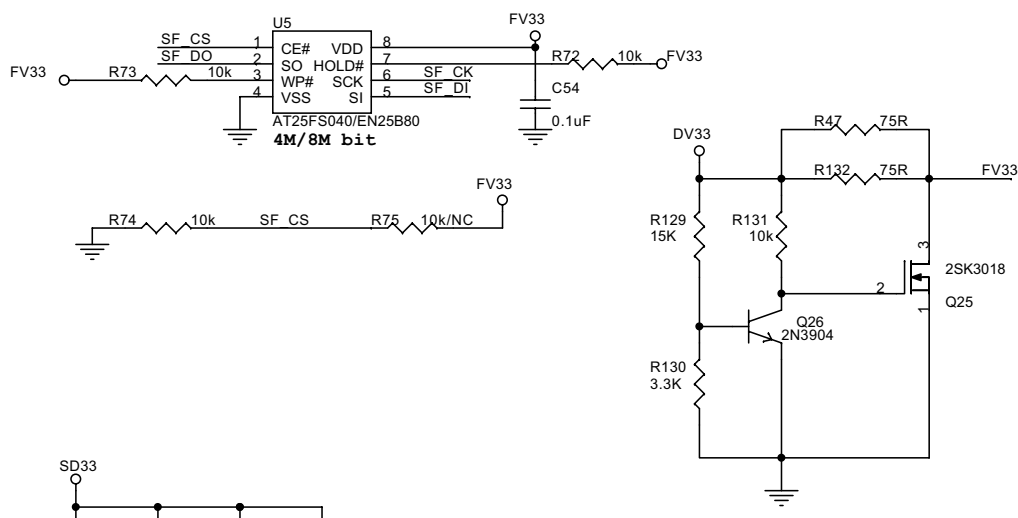 U5
FV33
SF_CS 1 CE# VDD 8
SF_DO 2 SO HOLD# 7 R72 10k FV33
FV33 R73 10k 3 WP# SCK 6 SF_CK
4 VSS SI 5 SF_DI
C54
0.1uF
AT25FS040/EN25B80
4M/8M bit
FV33
R74 10k SF_CS R75 10k/NC
DV33
R47 75R
R132 75R FV33
R129
15K
R131
10k
3
2SK3018
2
Q25
1
Q26
2N3904
R130
3.3K
SD33